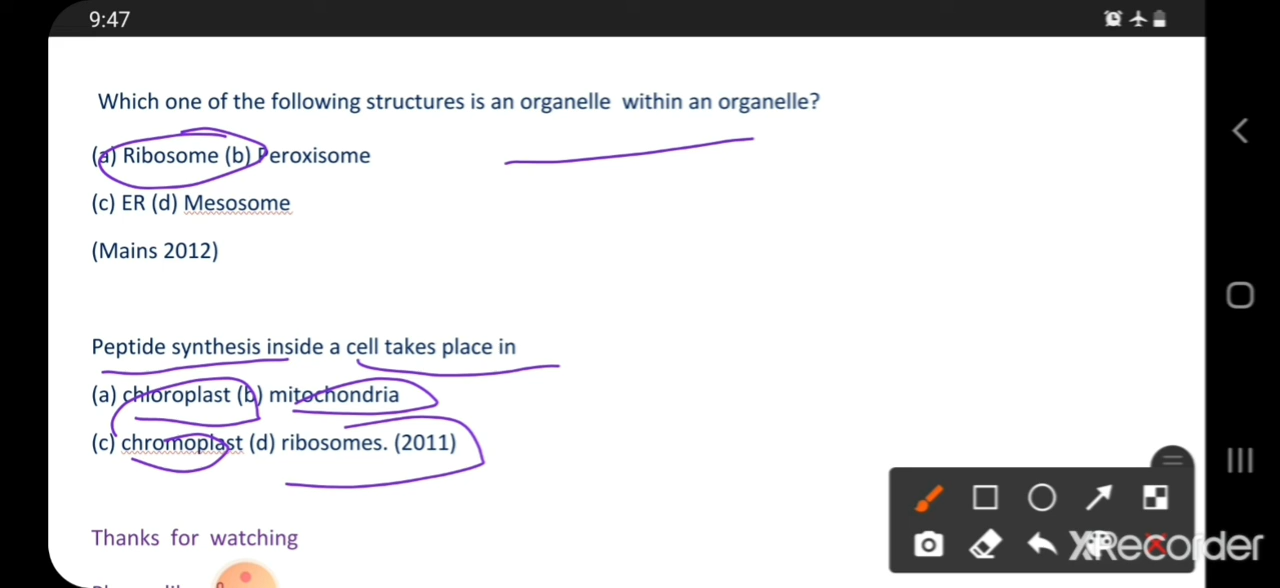 9:47
Which one of the following structures is an organelle within an organelle?
(a) Ribosome (b) Peroxisome
(c) ER (d) Mesosome
(Mains 2012)
Peptide synthesis inside a cell takes place in
(a) chloroplast (b) mitochondria
(c) chromoplast (d) ribosomes. (2011)
Thanks for watching
XRecorder